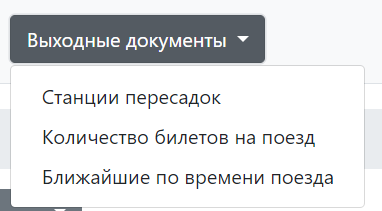 Выходные документы
Станции пересадок
Количество билетов на поезд
Ближайшие по времени поезда